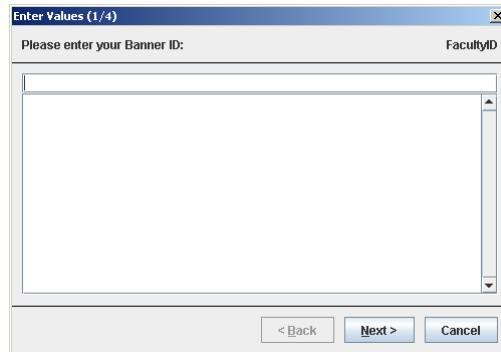 Enter Values (1/4)
Please enter your Banner ID: FacultyID
< Back Next > Cancel